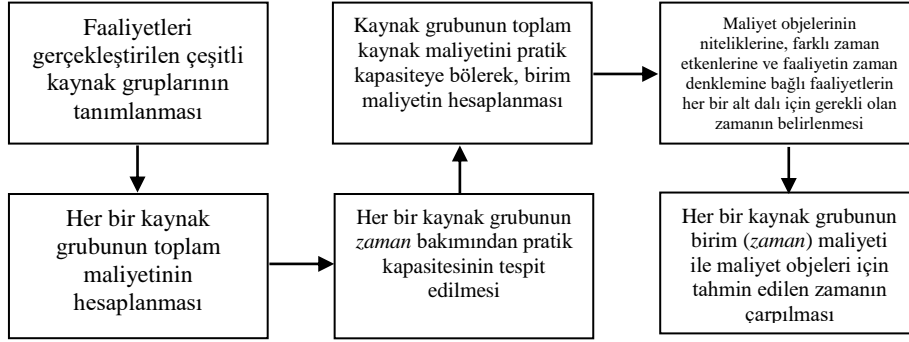 Faaliyetleri
gerçekleştirilen çeşitli
kaynak gruplarının
tanımlanması
Her bir kaynak
grubunun toplam
maliyetinin
hesaplanması
Her bir kaynak grubunun
zaman bakımından pratik
kapasitesinin tespit
edilmesi
Kaynak grubunun toplam
kaynak maliyetini pratik
kapasiteye bölerek, birim
maliyetin hesaplanması
Maliyet objelerinin
niteliklerine, farklı zaman
etkenlerine ve faaliyetin zaman
denklemine bağlı faaliyetlerin
her bir alt dalı için gerekli olan
zamanın belirlenmesi
Her bir kaynak grubunun
birim (zaman) maliyeti
ile maliyet objeleri için
tahmin edilen zamanın
çarpılması